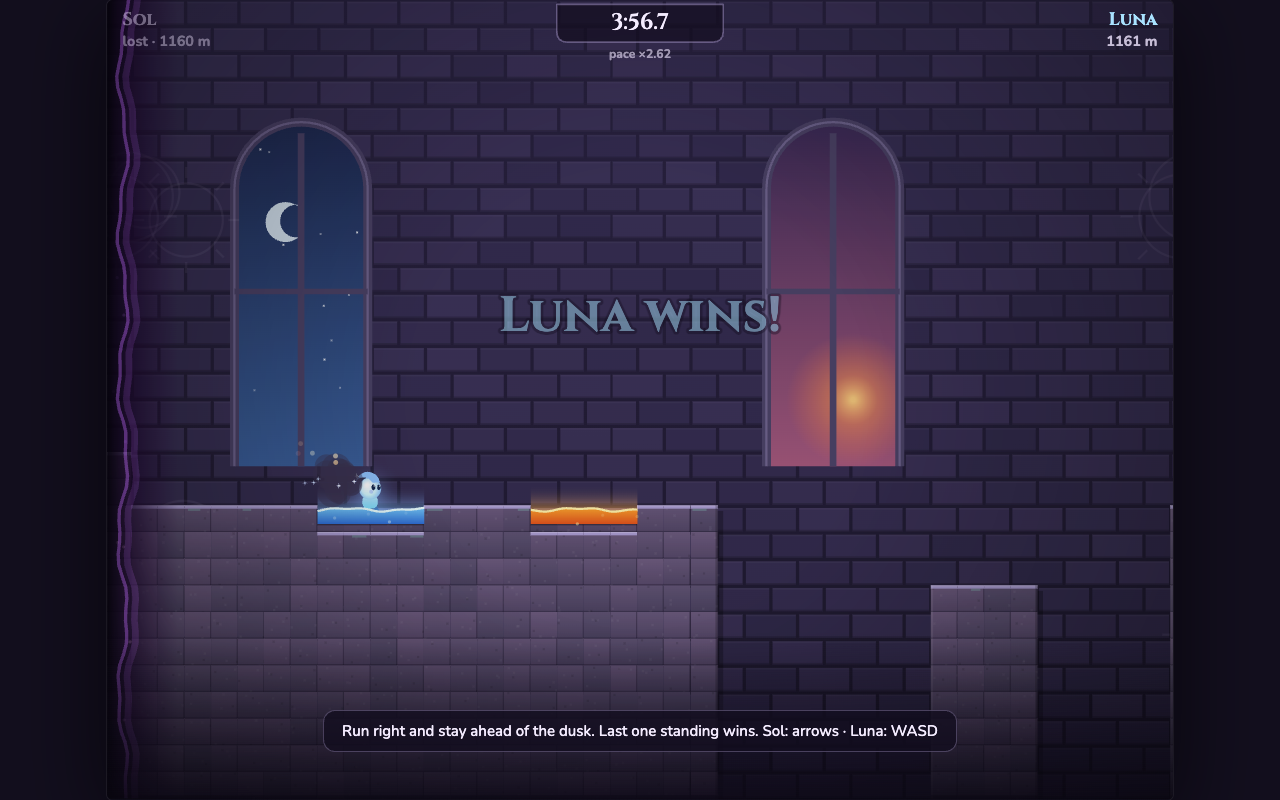 SOL
lost · 1160 m
3:56.7
pace ×2.62
LUNA
1161 m
LUNA WINS!
Run right and stay ahead of the dusk. Last one standing wins. Sol: arrows · Luna: WASD